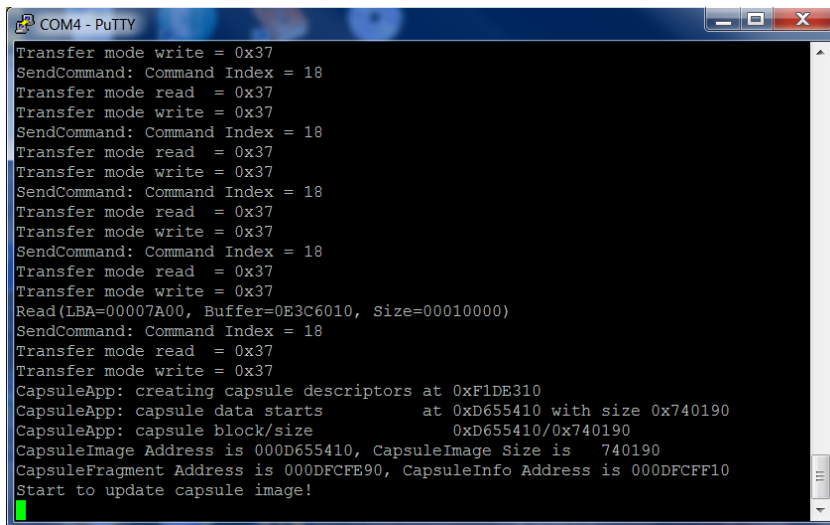 COM4 - PuTTY
Transfer mode write = 0x37
SendCommand: Command Index = 18
Transfer mode read  = 0x37
Transfer mode write = 0x37
SendCommand: Command Index = 18
Transfer mode read  = 0x37
Transfer mode write = 0x37
SendCommand: Command Index = 18
Transfer mode read  = 0x37
Transfer mode write = 0x37
SendCommand: Command Index = 18
Transfer mode read  = 0x37
Transfer mode write = 0x37
Read(LBA=00007A00, Buffer=0E3C6010, Size=00010000)
SendCommand: Command Index = 18
Transfer mode read  = 0x37
Transfer mode write = 0x37
CapsuleApp: creating capsule descriptors at 0xF1DE310
CapsuleApp: capsule data starts          at 0xD655410 with size 0x740190
CapsuleApp: capsule block/size              0xD655410/0x740190
CapsuleImage Address is 000D655410, CapsuleImage Size is   740190
CapsuleFragment Address is 000DFCFE90, CapsuleInfo Address is 000DFCFF10
Start to update capsule image!